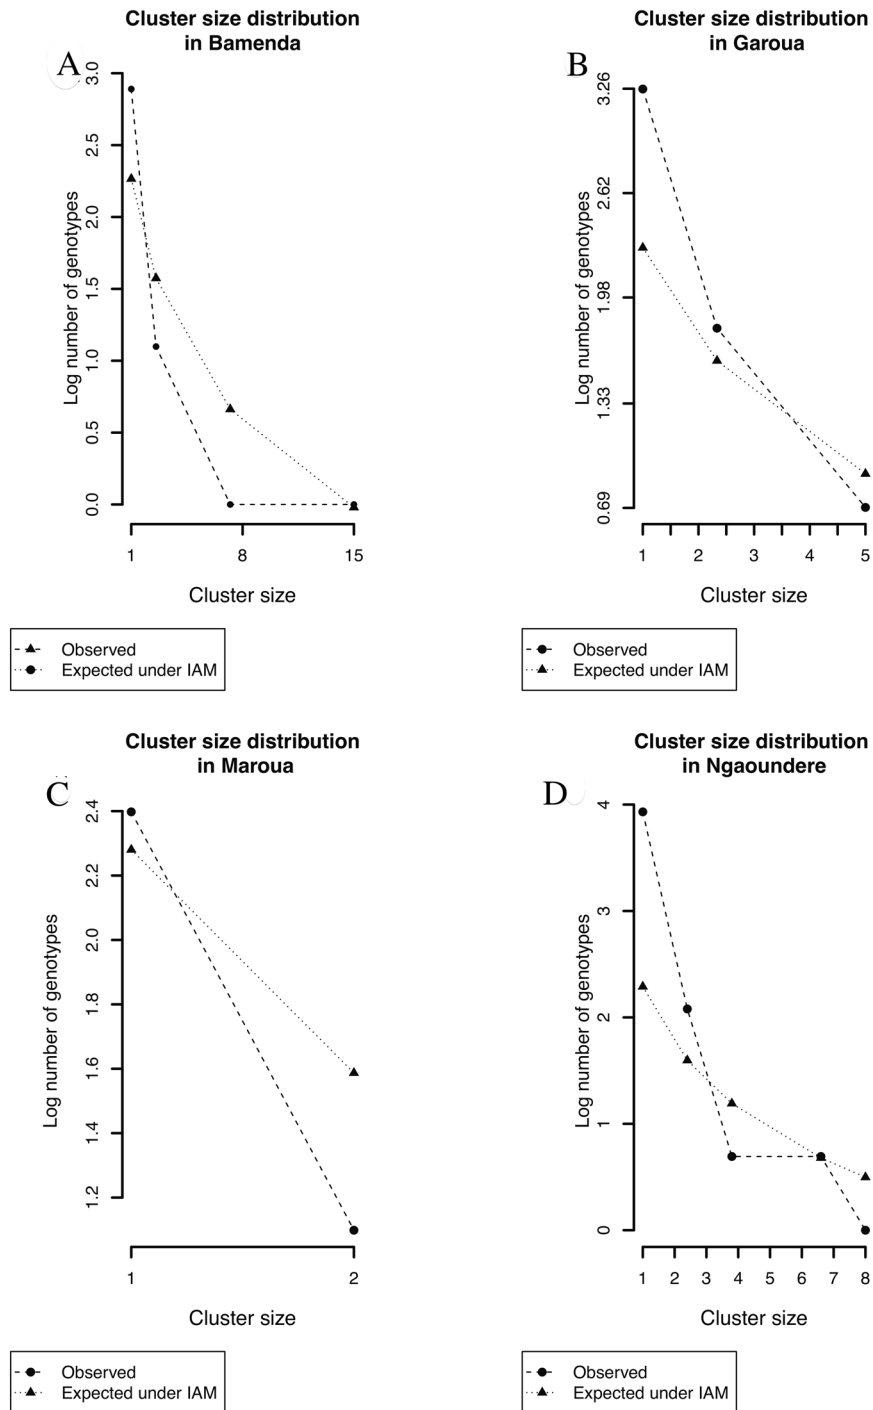 Cluster size distribution
in Bamenda
A
3.0
2.5
2.0
1.5
1.0
0.5
0.0
Log number of genotypes
1 8 15
Cluster size
Observed
Expected under IAM
Cluster size distribution
in Garoua
B
3.26
2.62
1.98
1.33
0.69
Log number of genotypes
1 2 3 4 5
Cluster size
Observed
Expected under IAM
Cluster size distribution
in Maroua
C
2.4
2.2
2.0
1.8
1.6
1.4
1.2
Log number of genotypes
1 2
Cluster size
Observed
Expected under IAM
Cluster size distribution
in Ngaoundere
D
4
3
2
1
0
Log number of genotypes
1 2 3 4 5 6 7 8
Cluster size
Observed
Expected under IAM